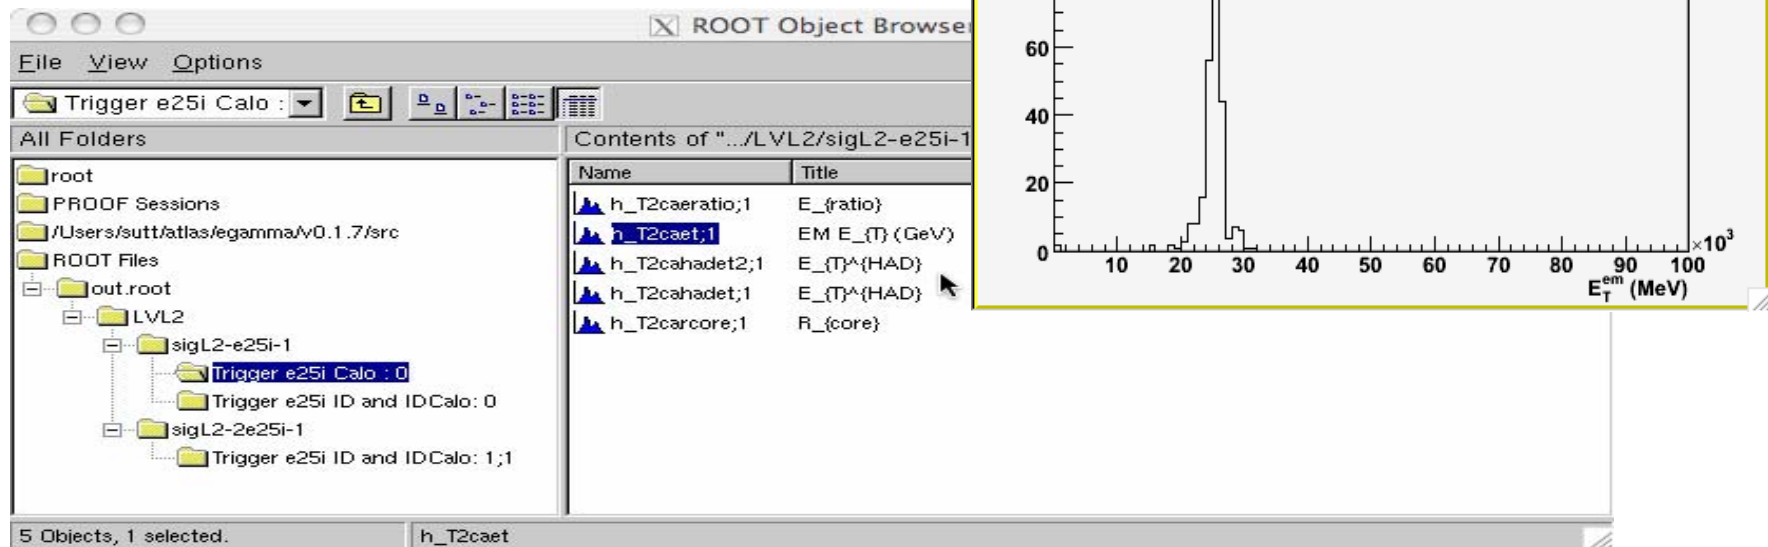 ROOT Object Browse
File View Options
Trigger e25i Calo :
All Folders
Contents of ".../LVL2/sigL2-e25i-1
root
PROOF Sessions
/Users/sutt/atlas/egamma/v0.1.7/src
ROOT Files
out.root
LVL2
sigL2-e25i-1
Trigger e25i Calo : 0
Trigger e25i ID and IDCalo: 0
sigL2-2e25i-1
Trigger e25i ID and IDCalo: 1;1
Name Title
h_T2caeratio;1 E_{ratio}
h_T2caet;1 EM E_{T} (GeV)
h_T2cahadet2;1 E_{T}^{HAD}
h_T2cahadet;1 E_{T}^{HAD}
h_T2carcore;1 R_{core}
60
40
20
0
10 20 30 40 50 60 70 80 90 100
×10³
E_T^em (MeV)
5 Objects, 1 selected. h_T2caet